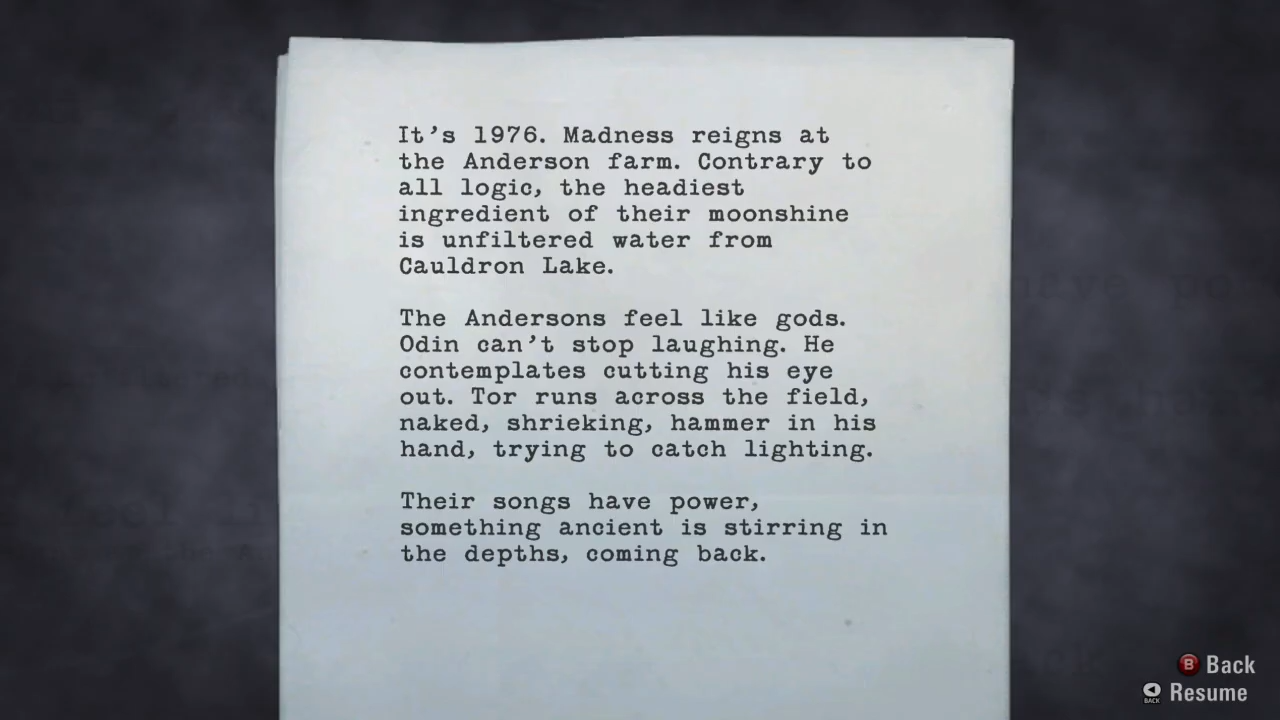 It's 1976. Madness reigns at
the Anderson farm. Contrary to
all logic, the headiest
ingredient of their moonshine
is unfiltered water from
Cauldron Lake.
The Andersons feel like gods.
Odin can't stop laughing. He
contemplates cutting his eye
out. Tor runs across the field,
naked, shrieking, hammer in his
hand, trying to catch lighting.
Their songs have power,
something ancient is stirring in
the depths, coming back.
B Back
BACK Resume